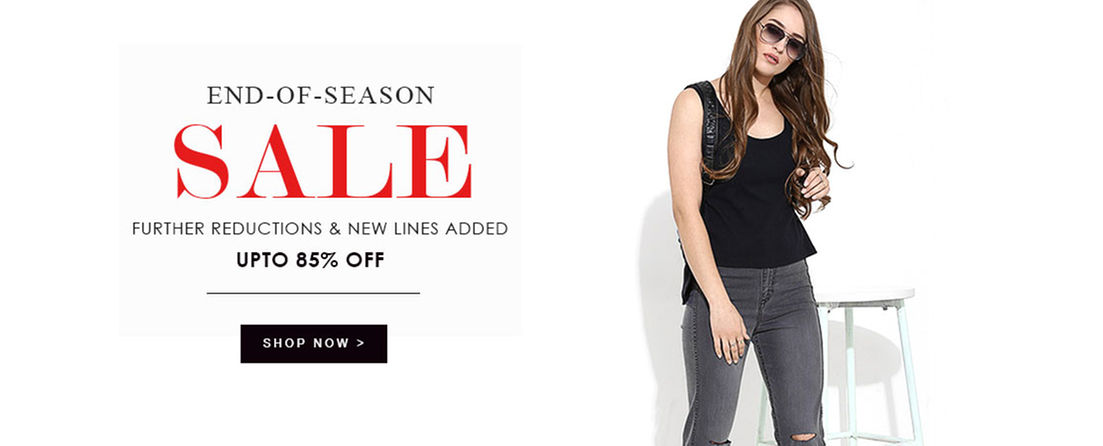 END-OF-SEASON
SALE
FURTHER REDUCTIONS & NEW LINES ADDED
UPTO 85% OFF
SHOP NOW >